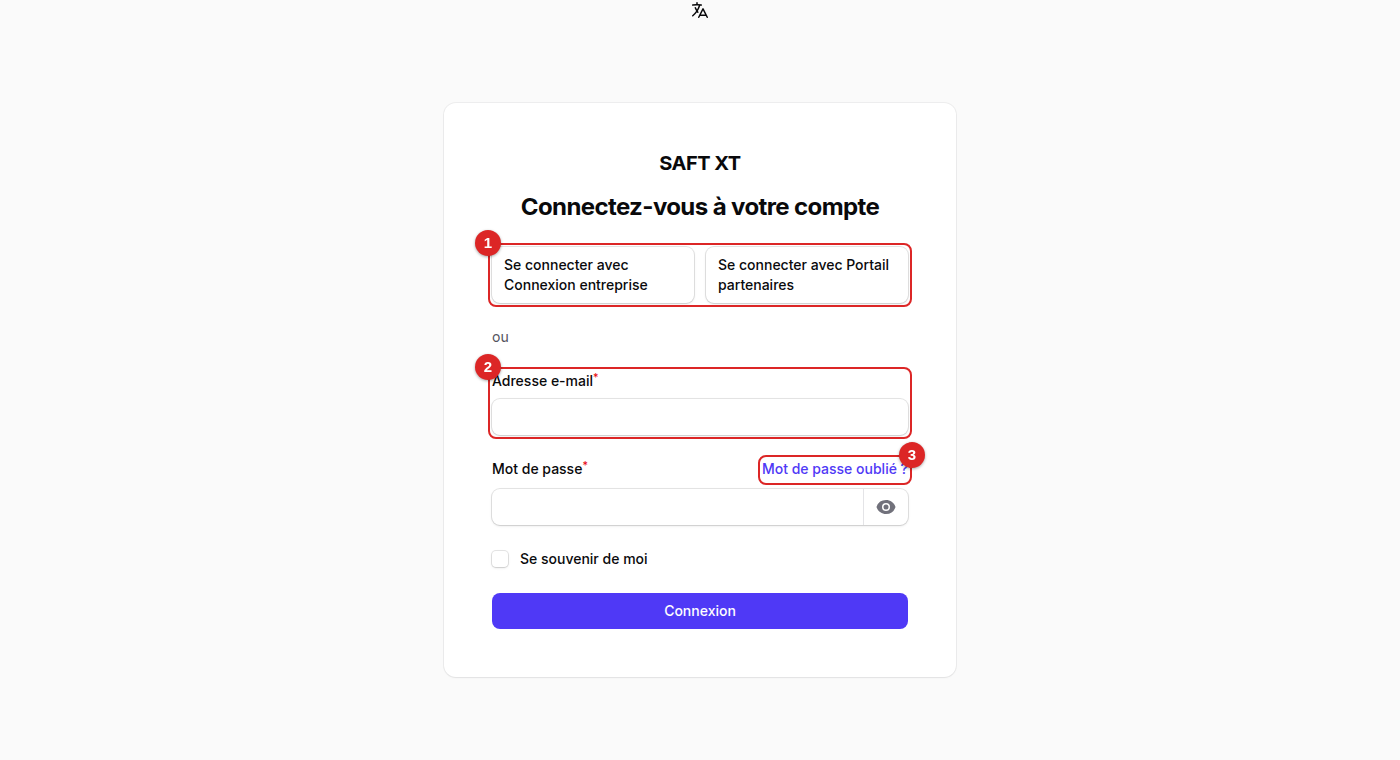 SAFT XT
Connectez-vous à votre compte
1
Se connecter avec
Connexion entreprise
Se connecter avec Portail
partenaires
ou
2
Adresse e-mail*
3
Mot de passe*
Mot de passe oublié ?
Se souvenir de moi
Connexion